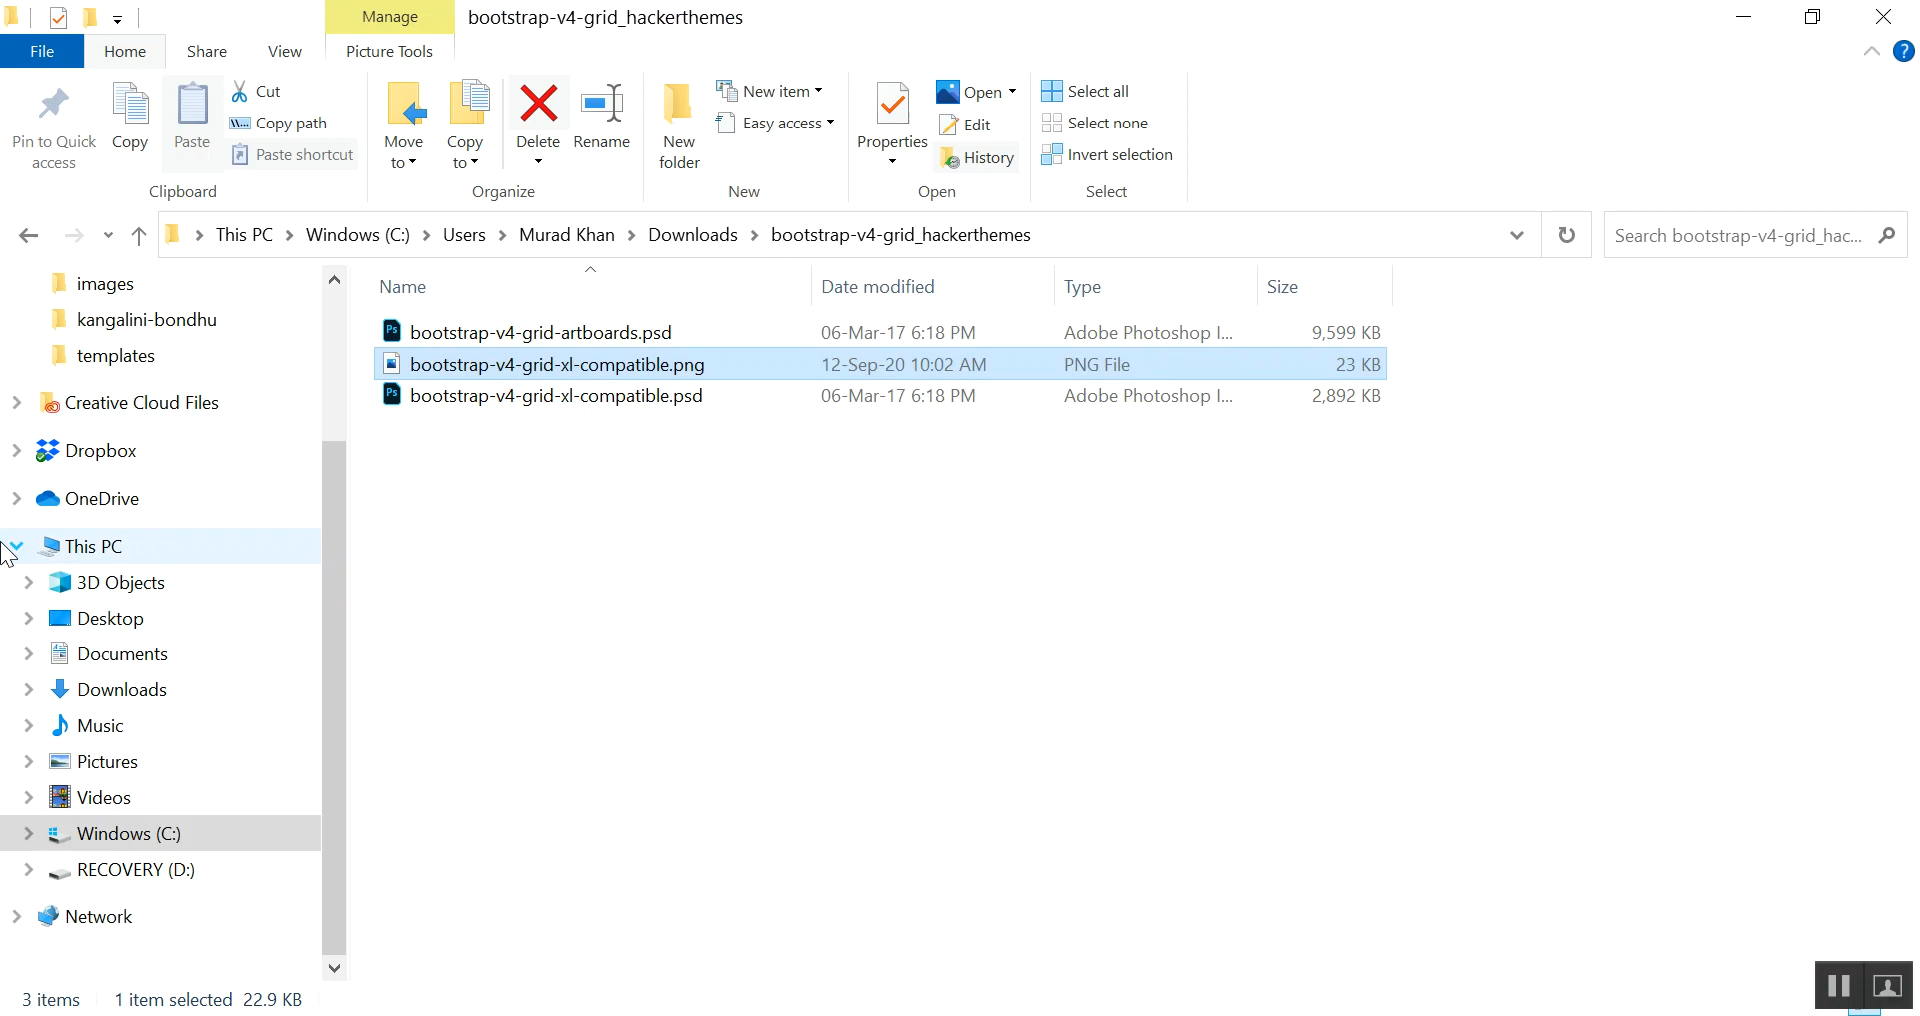 Manage
bootstrap-v4-grid_hackerthemes
File Home Share View Picture Tools
Pin to Quick access
Copy
Paste
Cut
Copy path
Paste shortcut
Clipboard
Move to
Copy to
Delete
Rename
Organize
New folder
New item
Easy access
New
Properties
Open
Edit
History
Open
Select all
Select none
Invert selection
Select
This PC Windows (C:) Users Murad Khan Downloads bootstrap-v4-grid_hackerthemes
Search bootstrap-v4-grid_hac...
images
kangalini-bondhu
templates
Creative Cloud Files
Dropbox
OneDrive
This PC
3D Objects
Desktop
Documents
Downloads
Music
Pictures
Videos
Windows (C:)
RECOVERY (D:)
Network
Name Date modified Type Size
bootstrap-v4-grid-artboards.psd 06-Mar-17 6:18 PM Adobe Photoshop I... 9,599 KB
bootstrap-v4-grid-xl-compatible.png 12-Sep-20 10:02 AM PNG File 23 KB
bootstrap-v4-grid-xl-compatible.psd 06-Mar-17 6:18 PM Adobe Photoshop I... 2,892 KB
3 items 1 item selected 22.9 KB